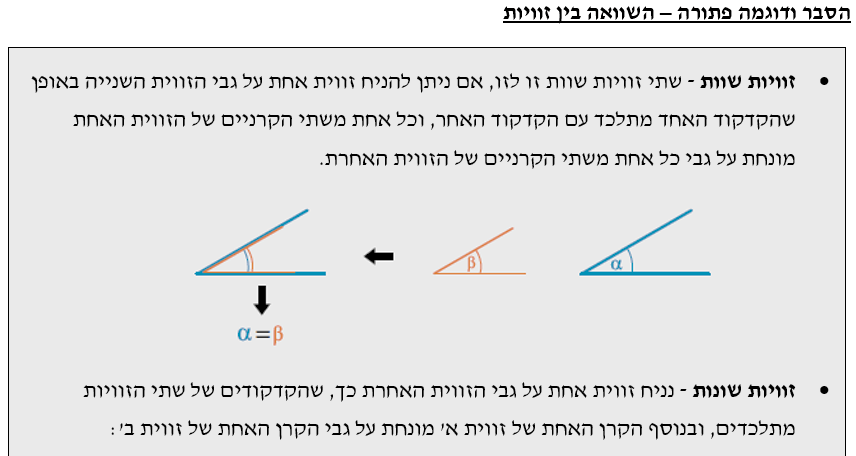 הסבר ודוגמה פתורה – השוואה בין זוויות
• זוויות שוות - שתי זוויות שוות זו לזו, אם ניתן להניח זווית אחת על גבי הזווית השנייה באופן
שהקדקוד האחד מתלכד עם הקדקוד האחר, וכל אחת משתי הקרניים של הזווית האחת
מונחת על גבי כל אחת משתי הקרניים של הזווית האחרת.
α
β
α=β
• זוויות שונות - נניח זווית אחת על גבי הזווית האחרת כך, שהקדקודים של שתי הזוויות
מתלכדים, ובנוסף הקרן האחת של זווית א' מונחת על גבי הקרן האחת של זווית ב':